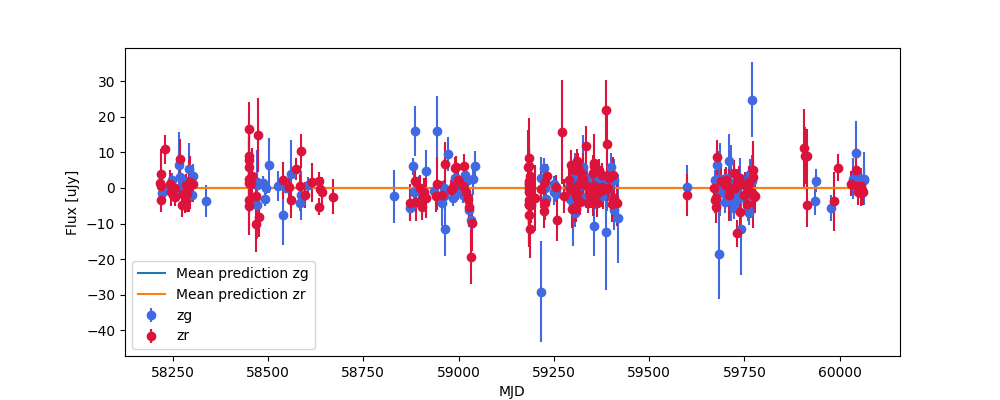 30
20
10
0
−10
−20
−30
−40
Flux [uJy]
Mean prediction zg
Mean prediction zr
zg
zr
58250 58500 58750 59000 59250 59500 59750 60000
MJD